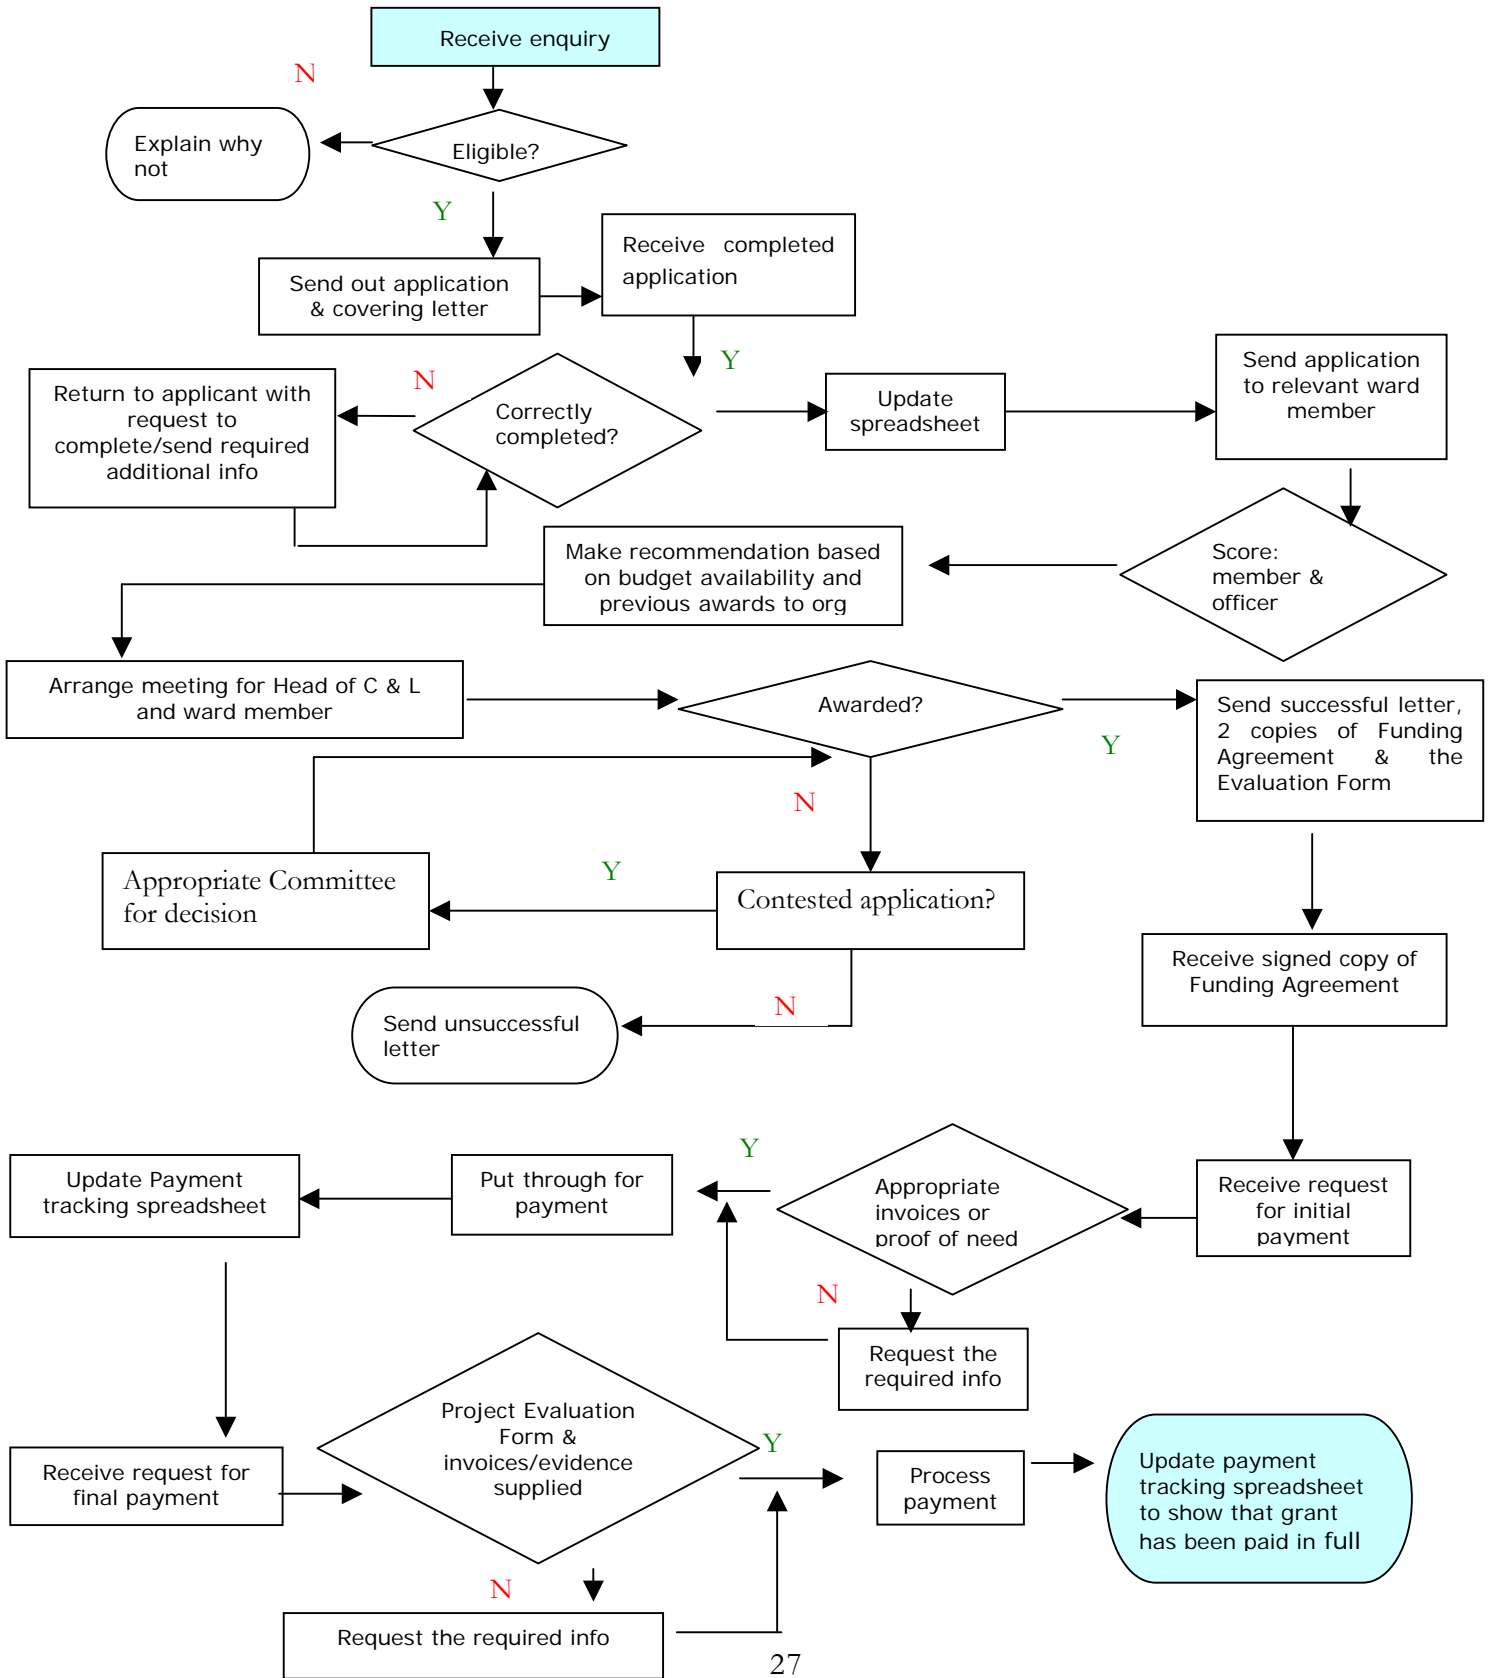 Receive enquiry
N
Explain why
not
Eligible?
Y
Receive completed
application
Send out application
& covering letter
Y
Send application
to relevant ward
member
N
Return to applicant with
request to
complete/send required
additional info
Correctly
completed?
Update
spreadsheet
Make recommendation based
on budget availability and
previous awards to org
Score:
member &
officer
Arrange meeting for Head of C & L
and ward member
Awarded?
Send successful letter,
2 copies of Funding
Agreement & the
Evaluation Form
Y
N
Y
Appropriate Committee
for decision
Contested application?
Receive signed copy of
Funding Agreement
N
Send unsuccessful
letter
Y
Update Payment
tracking spreadsheet
Put through for
payment
Appropriate
invoices or
proof of need
Receive request
for initial
payment
N
Request the
required info
Project Evaluation
Form &
invoices/evidence
supplied
Y
Receive request for
final payment
Process
payment
Update payment
tracking spreadsheet
to show that grant
has been paid in full
N
Request the required info
27